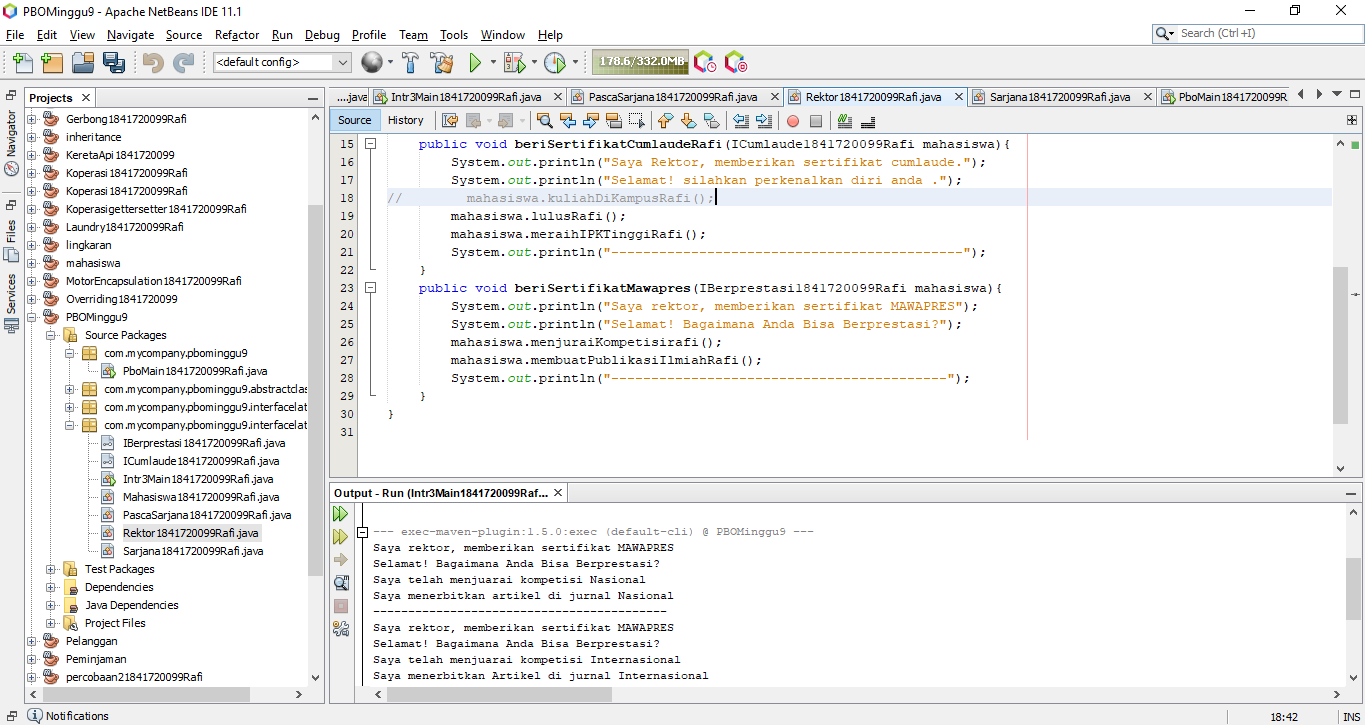 PBOMinggu9 - Apache NetBeans IDE 11.1
File Edit View Navigate Source Refactor Run Debug Profile Team Tools Window Help
Search (Ctrl+I)
<default config>
178.6/332.0MB
Projects
....java
Intr3Main1841720099Rafi.java
PascaSarjana1841720099Rafi.java
Rektor1841720099Rafi.java
Sarjana1841720099Rafi.java
PboMain1841720099R
Source History
Navigator
Files
Services
Gerbong1841720099Rafi
inheritance
KeretaApi1841720099
Koperasi1841720099Rafi
Koperasi1841720099Rafi
Koperasigettersetter1841720099Rafi
Laundry1841720099Rafi
lingkaran
mahasiswa
MotorEncapsulation1841720099Rafi
Overriding1841720099
PBOMinggu9
Source Packages
com.mycompany.pbominggu9
PboMain1841720099Rafi.java
com.mycompany.pbominggu9.abstractclas
com.mycompany.pbominggu9.interfacelat
com.mycompany.pbominggu9.interfacelat
IBerprestasi1841720099Rafi.java
ICumlaude1841720099Rafi.java
Intr3Main1841720099Rafi.java
Mahasiswa1841720099Rafi.java
PascaSarjana1841720099Rafi.java
Rektor1841720099Rafi.java
Sarjana1841720099Rafi.java
Test Packages
Dependencies
Java Dependencies
Project Files
Pelanggan
Peminjaman
percobaan21841720099Rafi
15 public void beriSertifikatCumlaudeRafi(ICumlaude1841720099Rafi mahasiswa){
16 System.out.println("Saya Rektor, memberikan sertifikat cumlaude.");
17 System.out.println("Selamat! silahkan perkenalkan diri anda .");
18 // mahasiswa.kuliahDiKampusRafi();
19 mahasiswa.lulusRafi();
20 mahasiswa.meraihIPKTinggiRafi();
21 System.out.println("--------------------------------------------");
22 }
23 public void beriSertifikatMawapres(IBerprestasi1841720099Rafi mahasiswa){
24 System.out.println("Saya rektor, memberikan sertifikat MAWAPRES");
25 System.out.println("Selamat! Bagaimana Anda Bisa Berprestasi?");
26 mahasiswa.menjuraiKompetisirafi();
27 mahasiswa.membuatPublikasiIlmiahRafi();
28 System.out.println("------------------------------------------");
29 }
30 }
31
Output - Run (Intr3Main1841720099Raf...
--- exec-maven-plugin:1.5.0:exec (default-cli) @ PBOMinggu9 ---
Saya rektor, memberikan sertifikat MAWAPRES
Selamat! Bagaimana Anda Bisa Berprestasi?
Saya telah menjuarai kompetisi Nasional
Saya menerbitkan artikel di jurnal Nasional
------------------------------------------
Saya rektor, memberikan sertifikat MAWAPRES
Selamat! Bagaimana Anda Bisa Berprestasi?
Saya telah menjuarai kompetisi Internasional
Saya menerbitkan Artikel di jurnal Internasional
Notifications
18:42 INS